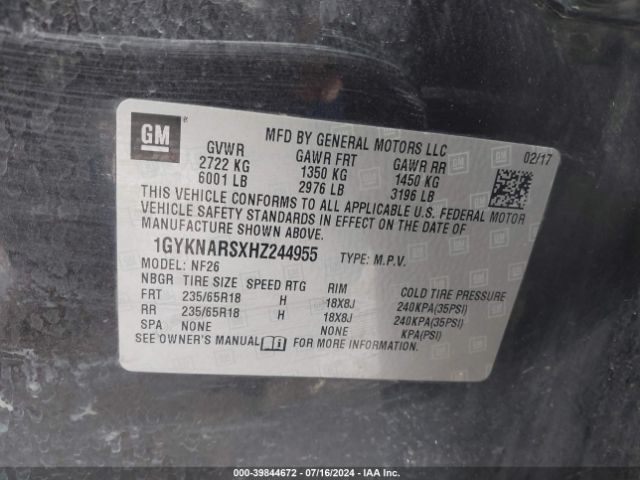 GM
®
MFD BY GENERAL MOTORS LLC
02/17
GVWR GAWR FRT GAWR RR
2722 KG 1350 KG 1450 KG
6001 LB 2976 LB 3196 LB
THIS VEHICLE CONFORMS TO ALL APPLICABLE U.S. FEDERAL MOTOR
VEHICLE SAFETY STANDARDS IN EFFECT ON THE DATE OF
MANUFACTURE SHOWN ABOVE.
1GYKNARSXHZ244955 TYPE: M.P.V.
MODEL: NF26
NBGR TIRE SIZE SPEED RTG RIM COLD TIRE PRESSURE
FRT 235/65R18 H 18X8J 240KPA(35PSI)
RR 235/65R18 H 18X8J 240KPA(35PSI)
SPA NONE NONE KPA(PSI)
SEE OWNER'S MANUAL FOR MORE INFORMATION.
000-39844672 - 07/16/2024 - IAA Inc.